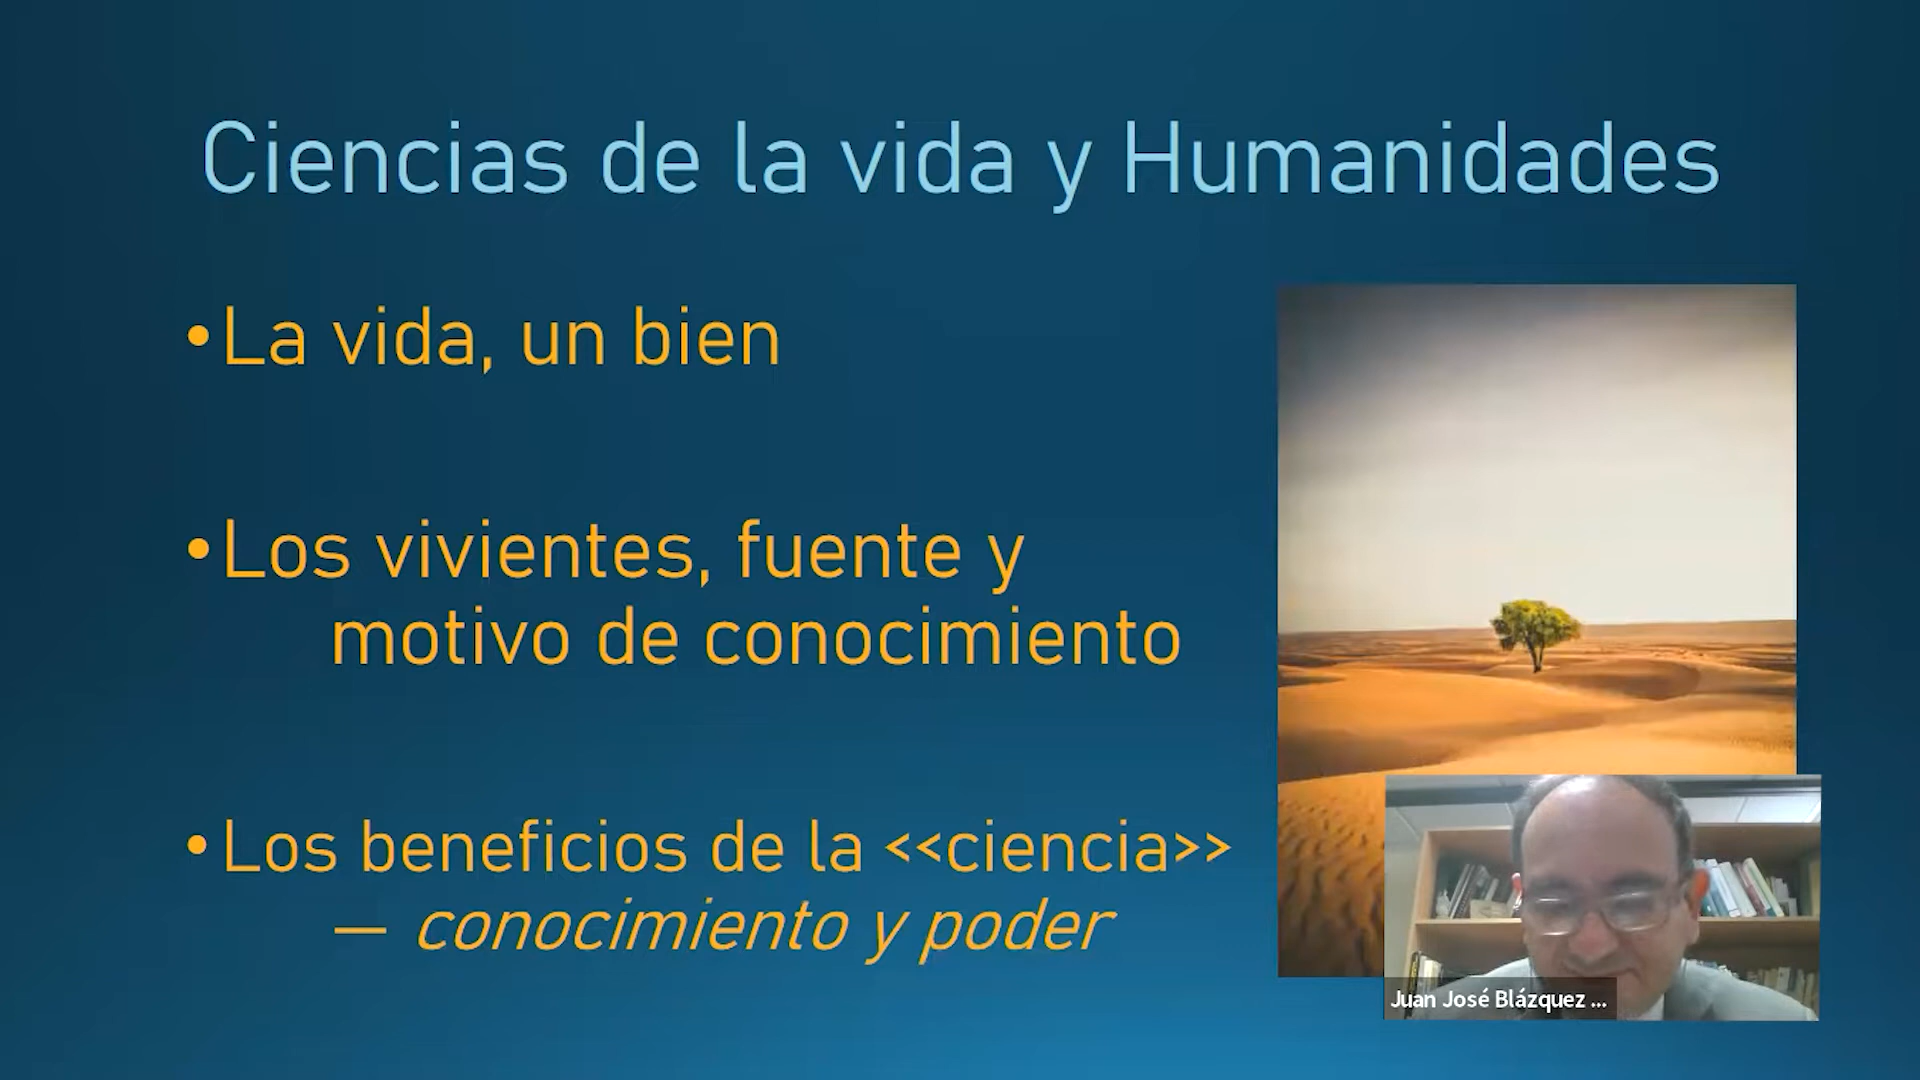 Ciencias de la vida y Humanidades
•La vida, un bien
•Los vivientes, fuente y
motivo de conocimiento
•Los beneficios de la <<ciencia>>
— conocimiento y poder
Juan José Blázquez ...